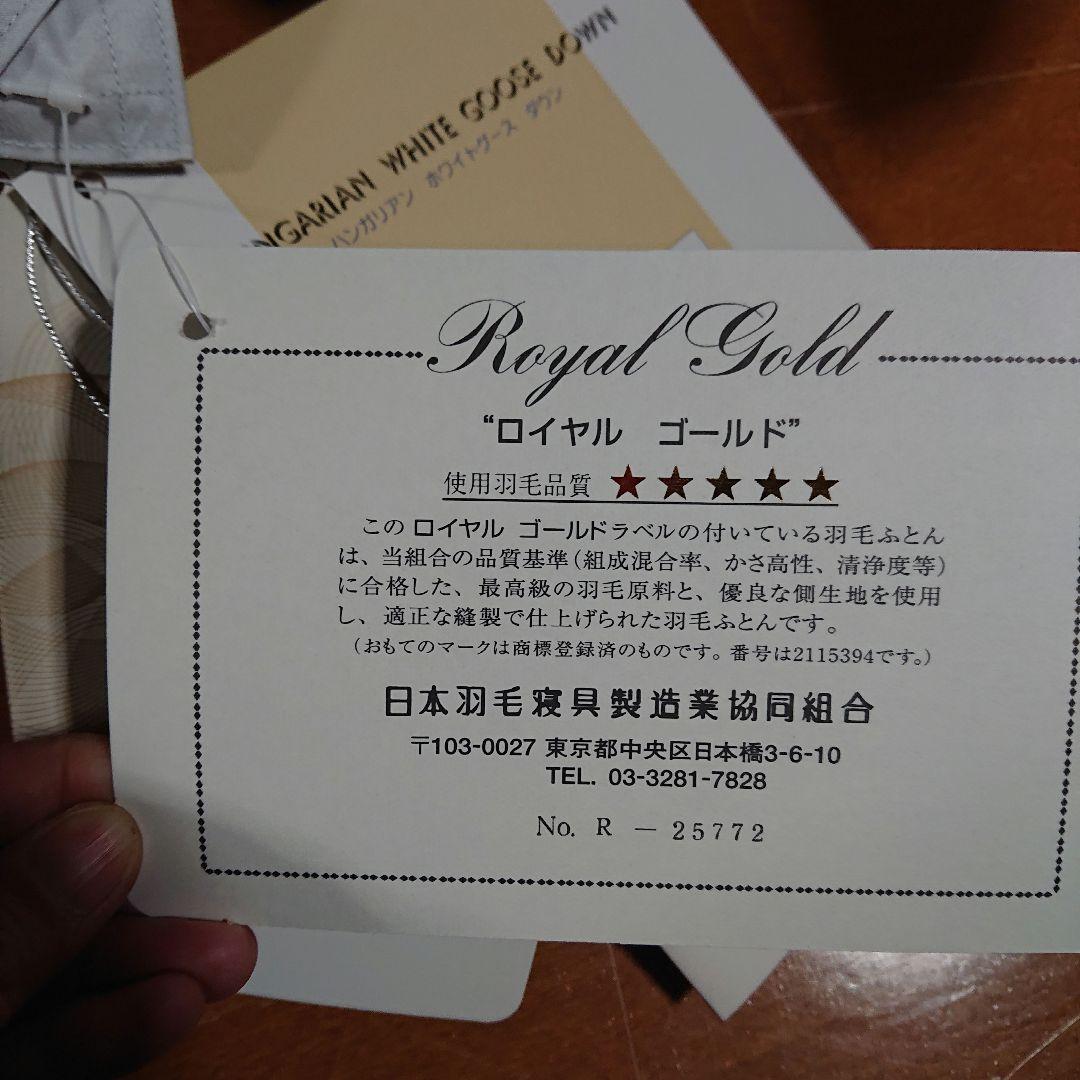 NGARIAN WHITE GOOSE DOWN
ハンガリアン ホワイトグース ダウン
Royal Gold
“ロイヤル ゴールド”
使用羽毛品質 ★★★★★
この ロイヤル ゴールドラベルの付いている羽毛ふとん
は、当組合の品質基準(組成混合率、かさ高性、清浄度等)
に合格した、最高級の羽毛原料と、優良な側生地を使用
し、適正な縫製で仕上げられた羽毛ふとんです。
(おもてのマークは商標登録済のものです。番号は2115394です。)
日本羽毛寝具製造業協同組合
〒103-0027 東京都中央区日本橋3-6-10
TEL. 03-3281-7828
No. R — 25772